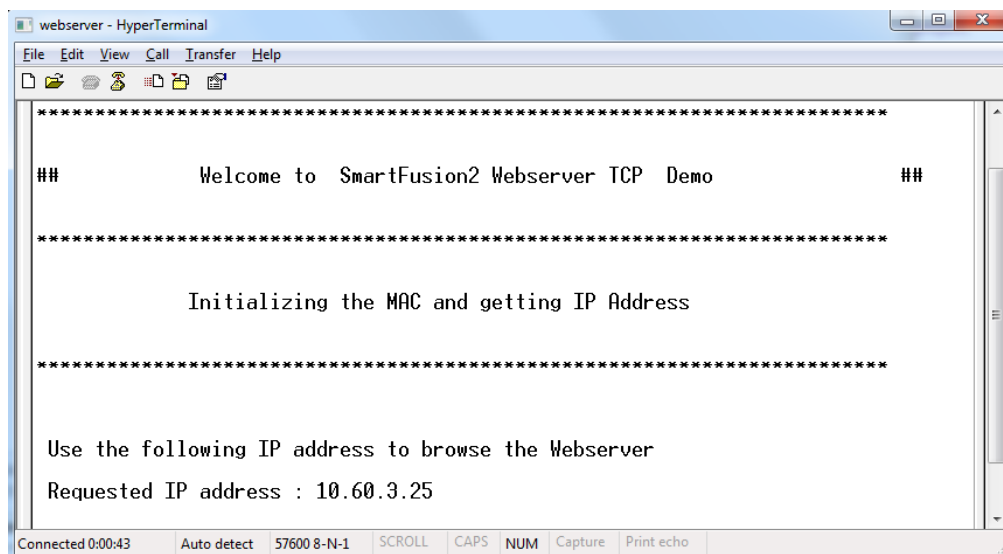 webserver - HyperTerminal
File Edit View Call Transfer Help
*************************************************************************
## Welcome to SmartFusion2 Webserver TCP Demo ##
*************************************************************************
Initializing the MAC and getting IP Address
*************************************************************************
Use the following IP address to browse the Webserver
Requested IP address : 10.60.3.25
Connected 0:00:43 Auto detect 57600 8-N-1 SCROLL CAPS NUM Capture Print echo